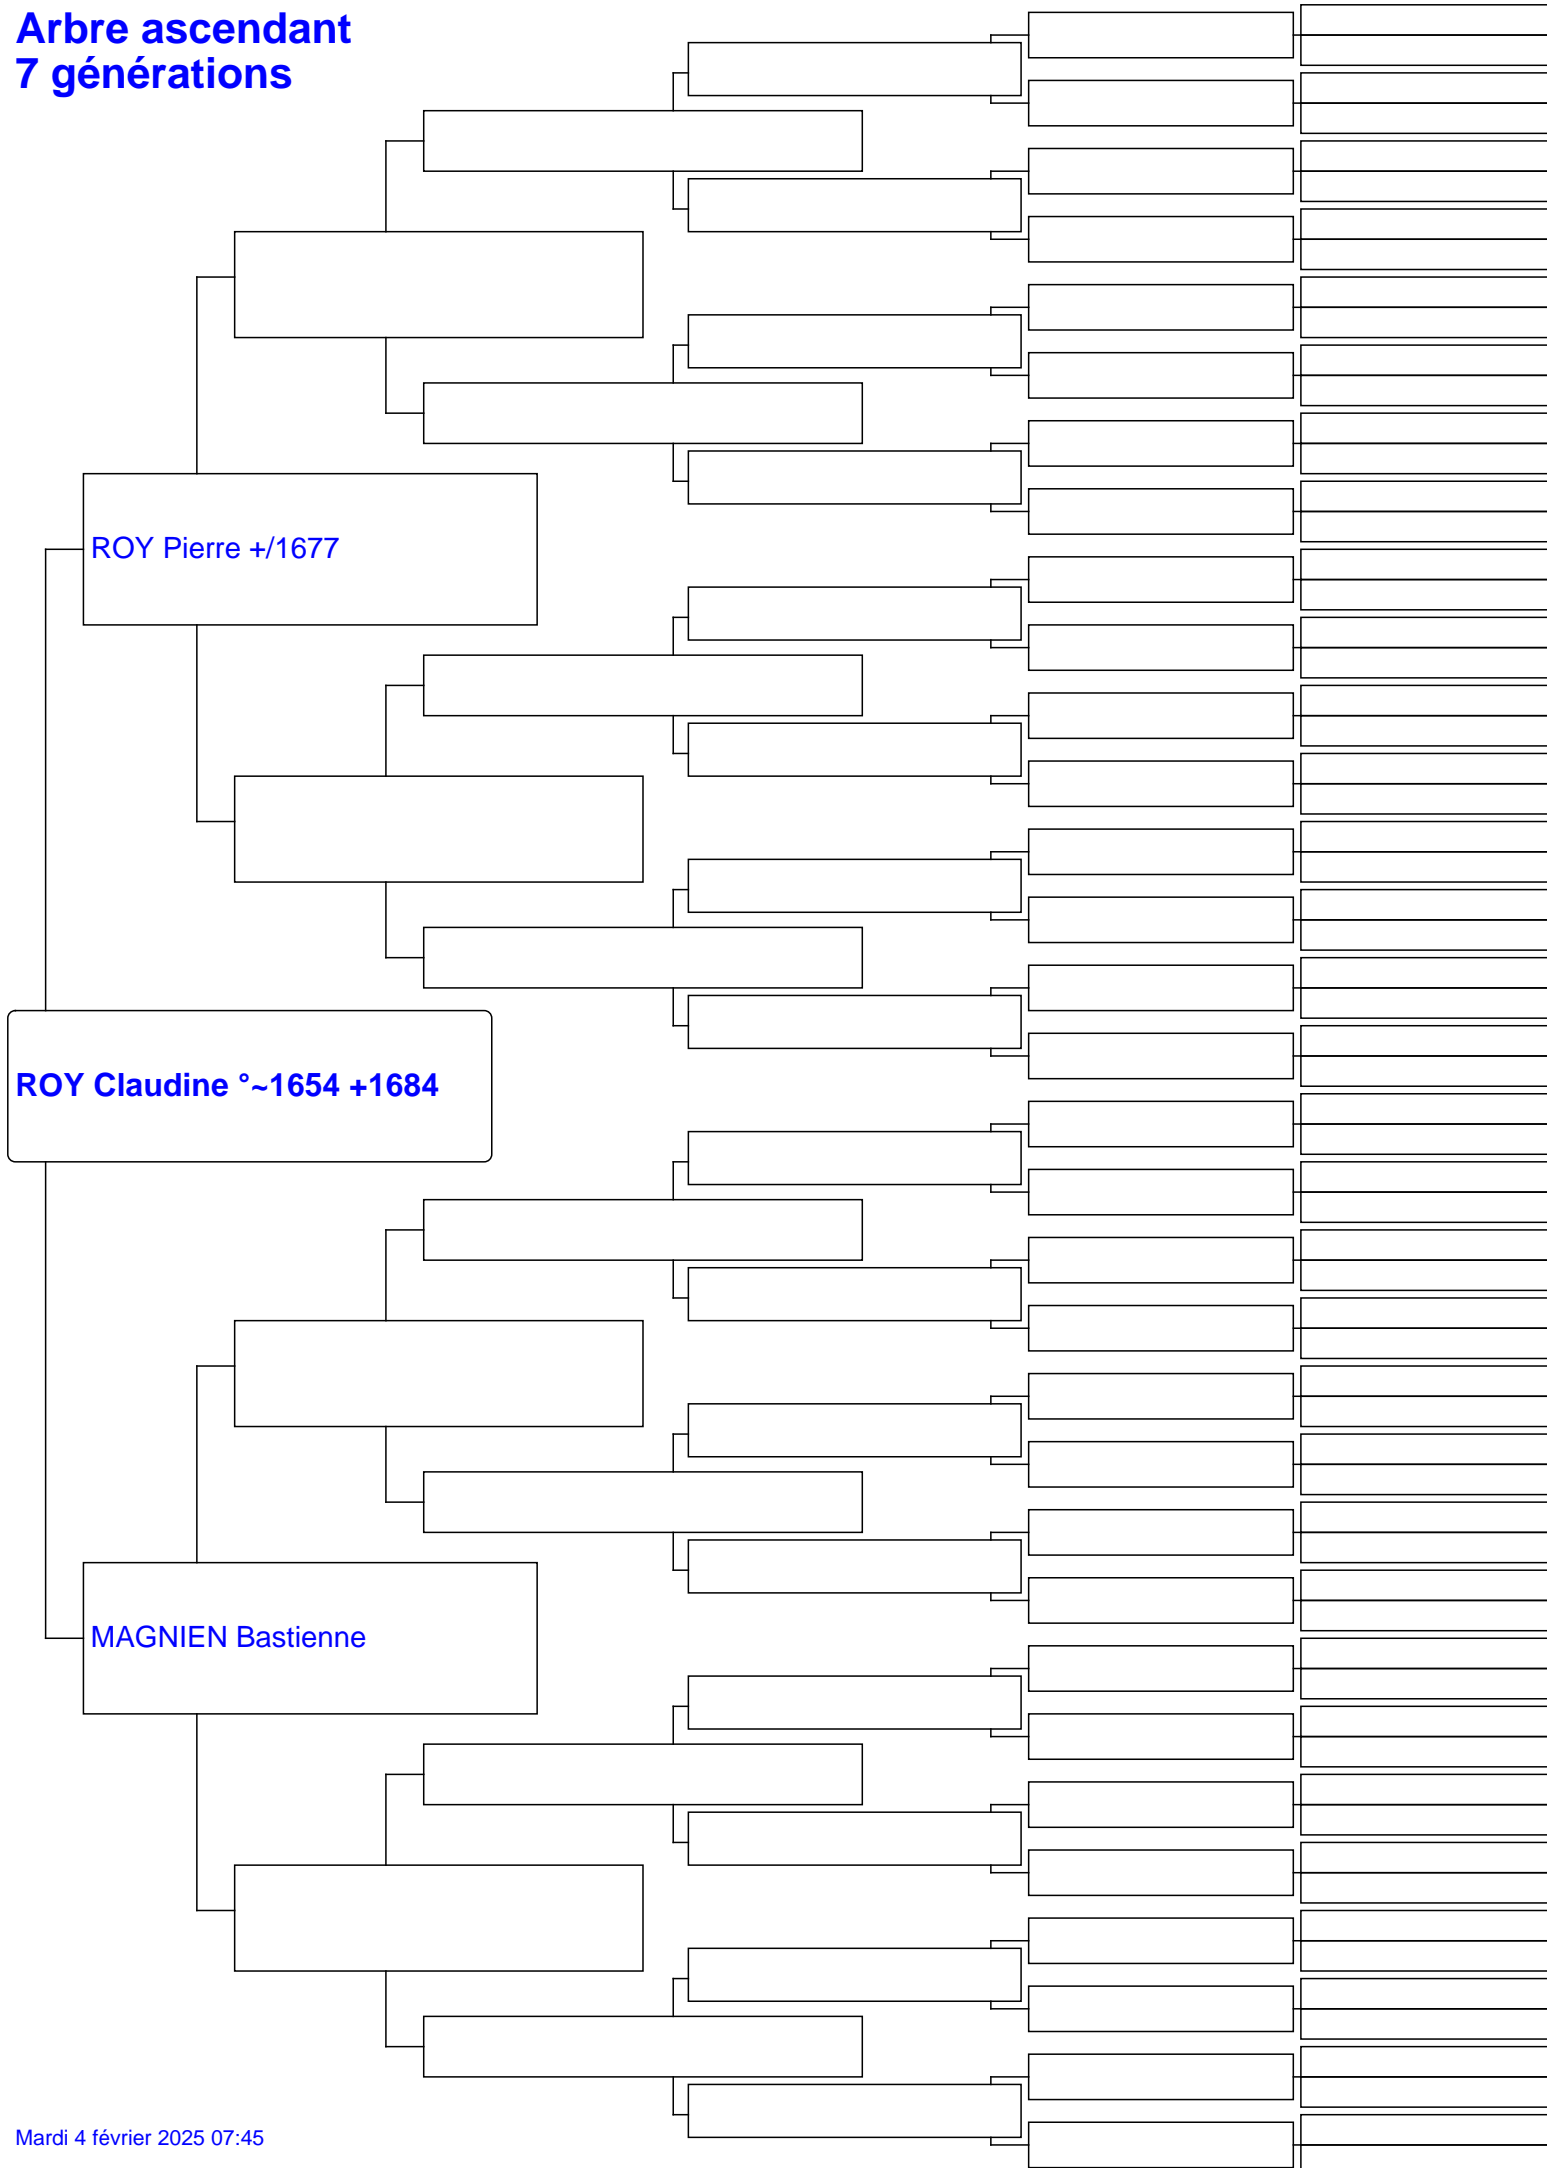 Arbre ascendant
7 générations
ROY Pierre +/1677
ROY Claudine °~1654 +1684
MAGNIEN Bastienne
Mardi 4 février 2025 07:45